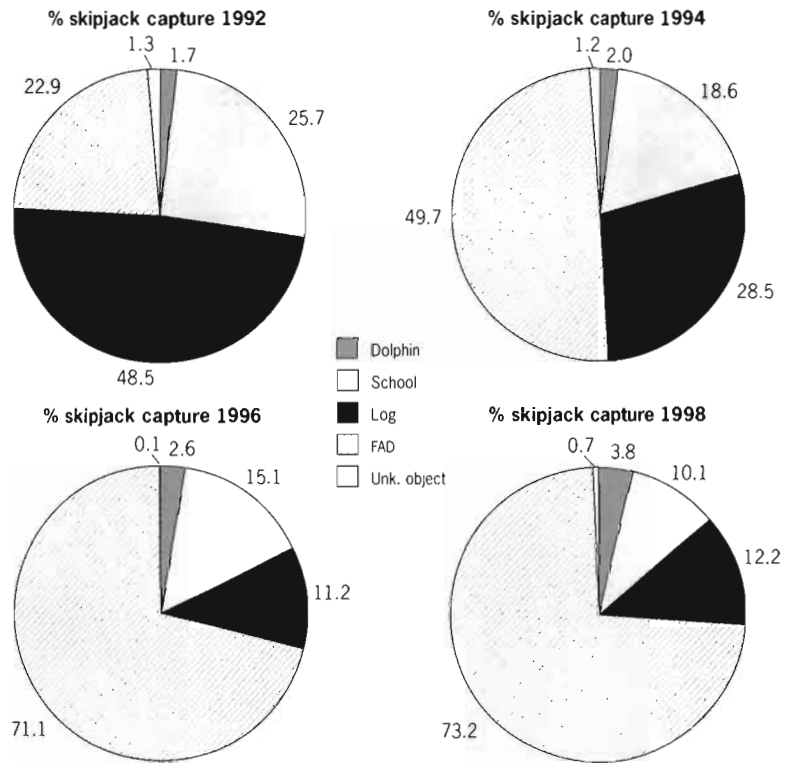 % skipjack capture 1992
1.3
1.7
22.9
25.7
48.5
% skipjack capture 1994
1.2
2.0
18.6
49.7
28.5
Dolphin
School
Log
FAD
Unk. object
% skipjack capture 1996
0.1
2.6
15.1
11.2
71.1
% skipjack capture 1998
0.7
3.8
10.1
12.2
73.2